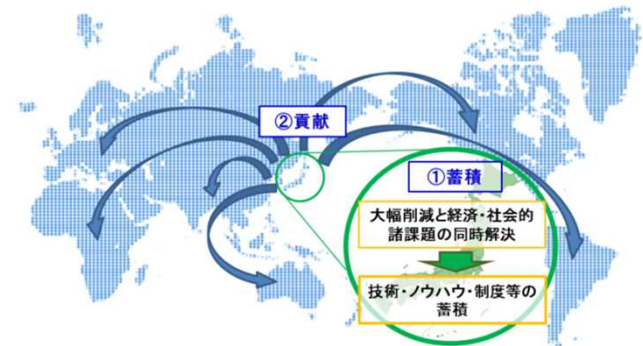 ②貢献
①蓄積
大幅削減と経済・社会的
諸課題の同時解決
技術・ノウハウ・制度等の
蓄積